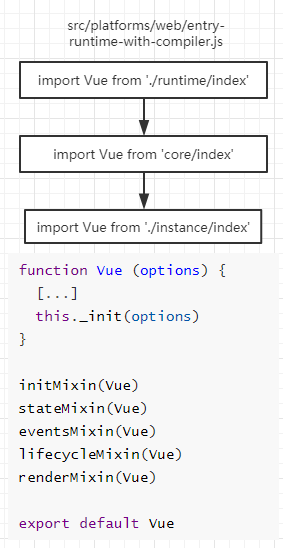 src/platforms/web/entry-
runtime-with-compiler.js
import Vue from './runtime/index'
import Vue from 'core/index'
import Vue from './instance/index'
function Vue (options) {
  [...]
  this._init(options)
}

initMixin(Vue)
stateMixin(Vue)
eventsMixin(Vue)
lifecycleMixin(Vue)
renderMixin(Vue)

export default Vue